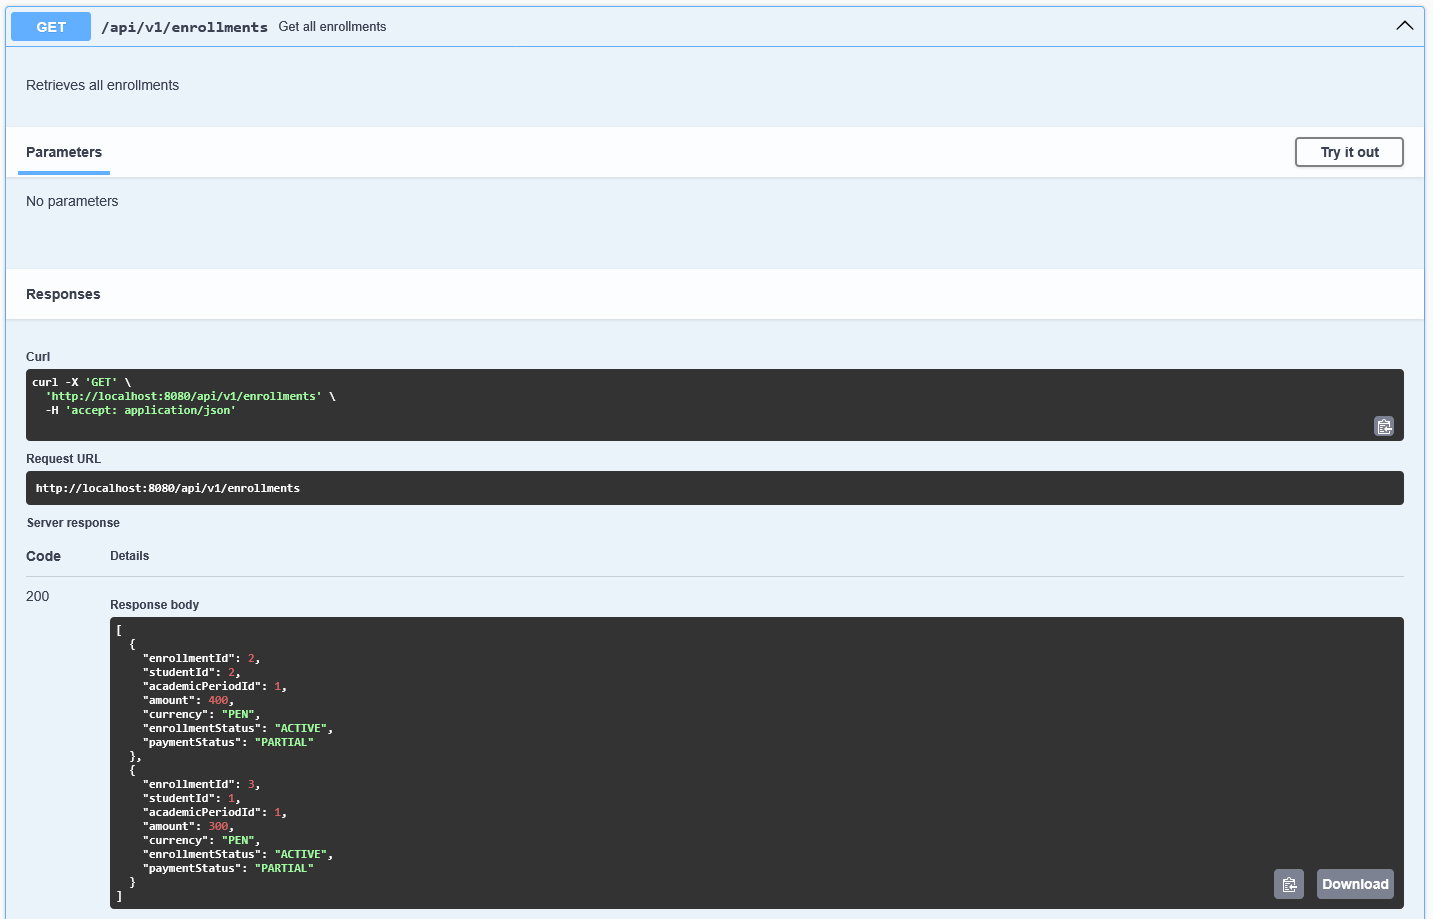 GET /api/v1/enrollments Get all enrollments
Retrieves all enrollments
Parameters
Try it out
No parameters
Responses
Curl
curl -X 'GET' \
  'http://localhost:8080/api/v1/enrollments' \
  -H 'accept: application/json'
Request URL
http://localhost:8080/api/v1/enrollments
Server response
Code Details
200
Response body
[
  {
    "enrollmentId": 2,
    "studentId": 2,
    "academicPeriodId": 1,
    "amount": 400,
    "currency": "PEN",
    "enrollmentStatus": "ACTIVE",
    "paymentStatus": "PARTIAL"
  },
  {
    "enrollmentId": 3,
    "studentId": 1,
    "academicPeriodId": 1,
    "amount": 300,
    "currency": "PEN",
    "enrollmentStatus": "ACTIVE",
    "paymentStatus": "PARTIAL"
  }
]
Download